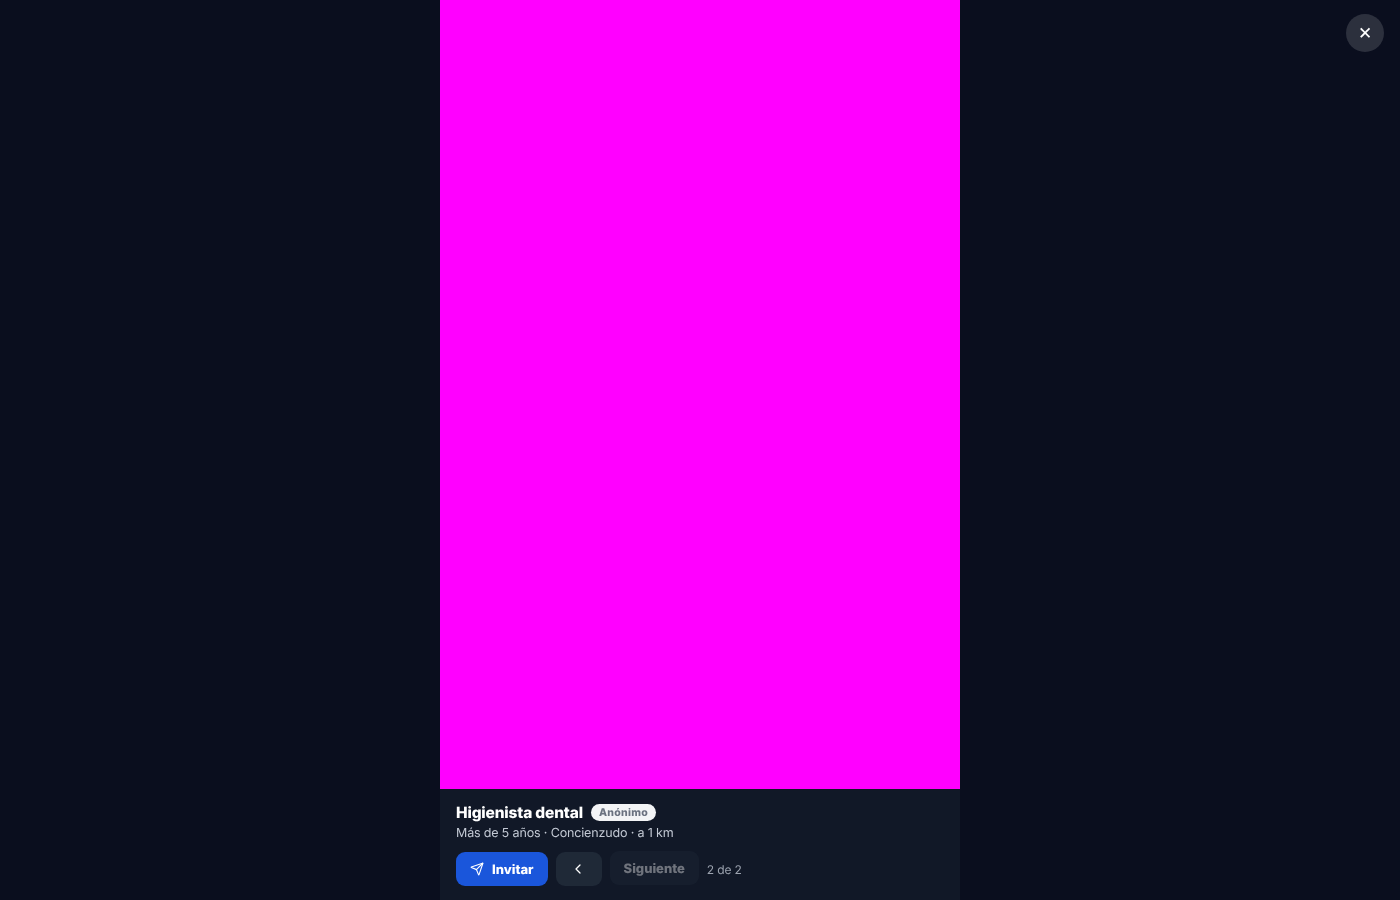 Higienista dental Anónimo
Más de 5 años · Concienzudo · a 1 km
Invitar Siguiente 2 de 2